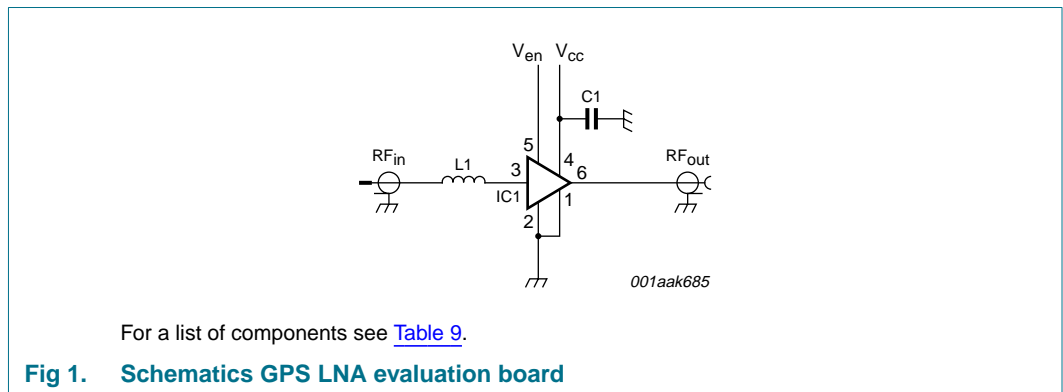 Ven Vcc
C1
5
4
RFin
L1
3
6
RFout
IC1
1
2
001aak685
For a list of components see Table 9.
Fig 1. Schematics GPS LNA evaluation board